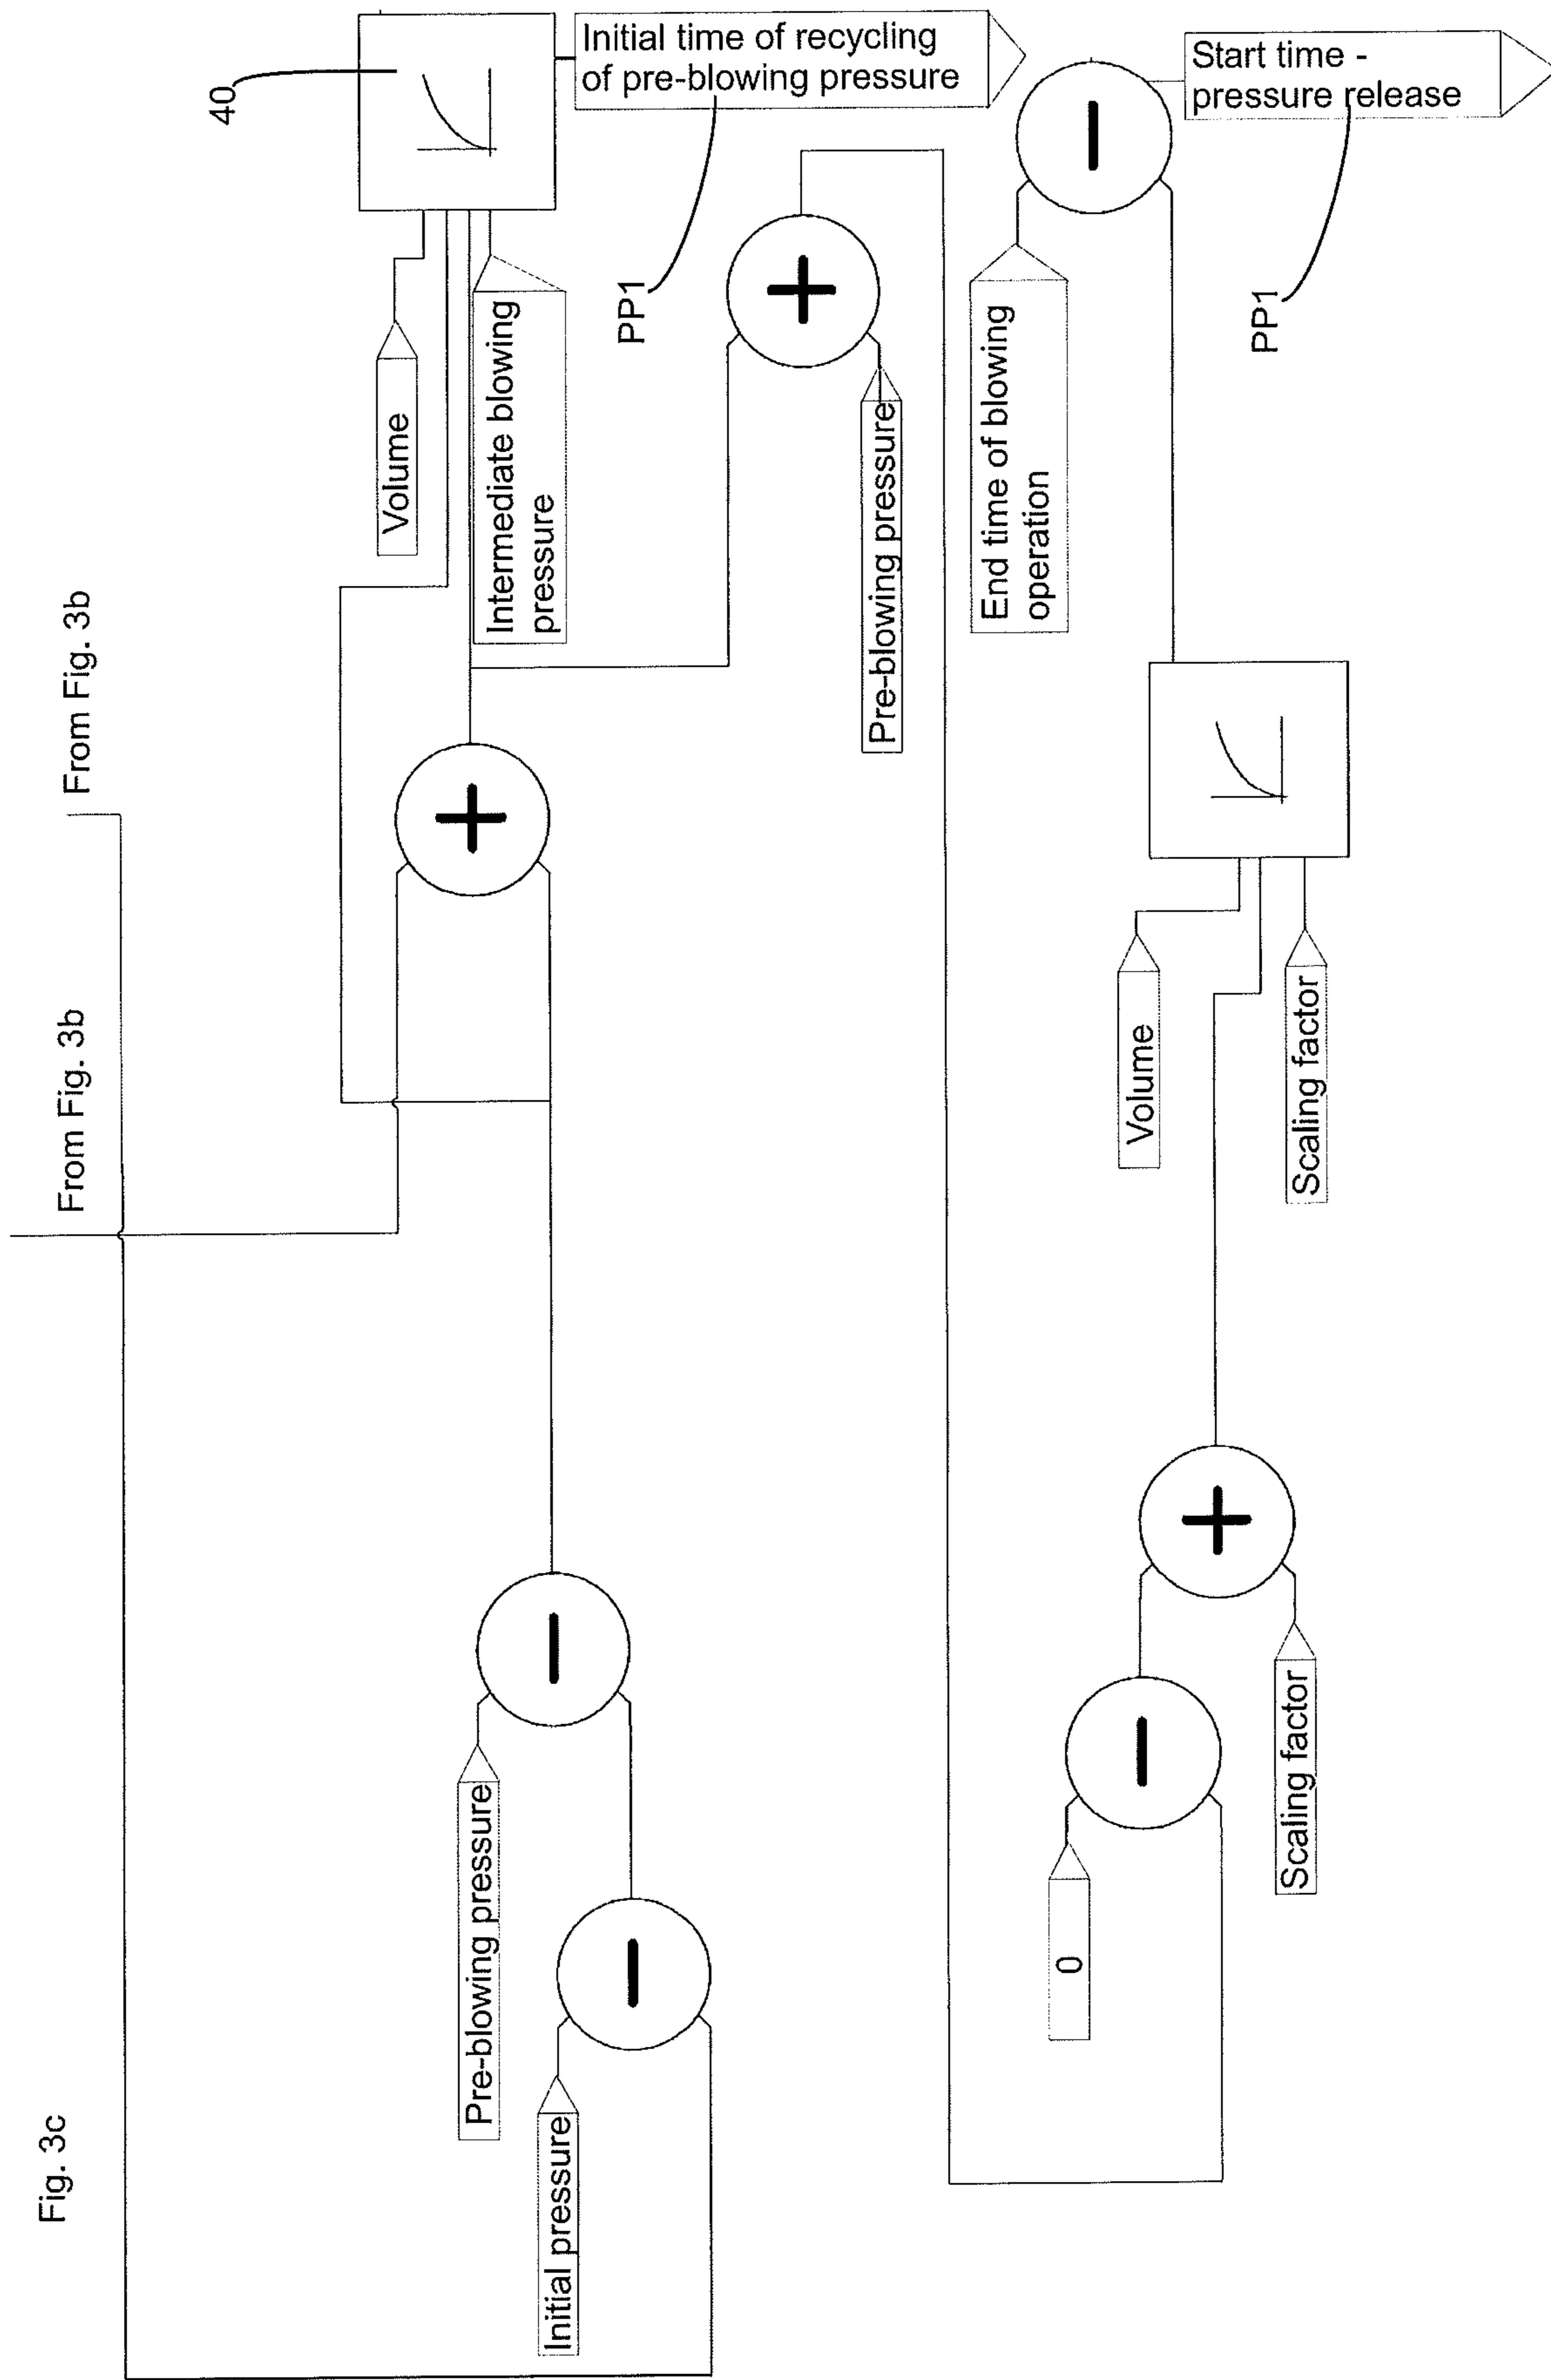 Fig. 3c
From Fig. 3b
From Fig. 3b
40
Volume
Initial time of recycling
of pre-blowing pressure
Pre-blowing pressure
Intermediate blowing
pressure
Initial pressure
PP1
Pre-blowing pressure
End time of blowing
operation
Start time -
pressure release
0
Volume
PP1
Scaling factor
Scaling factor